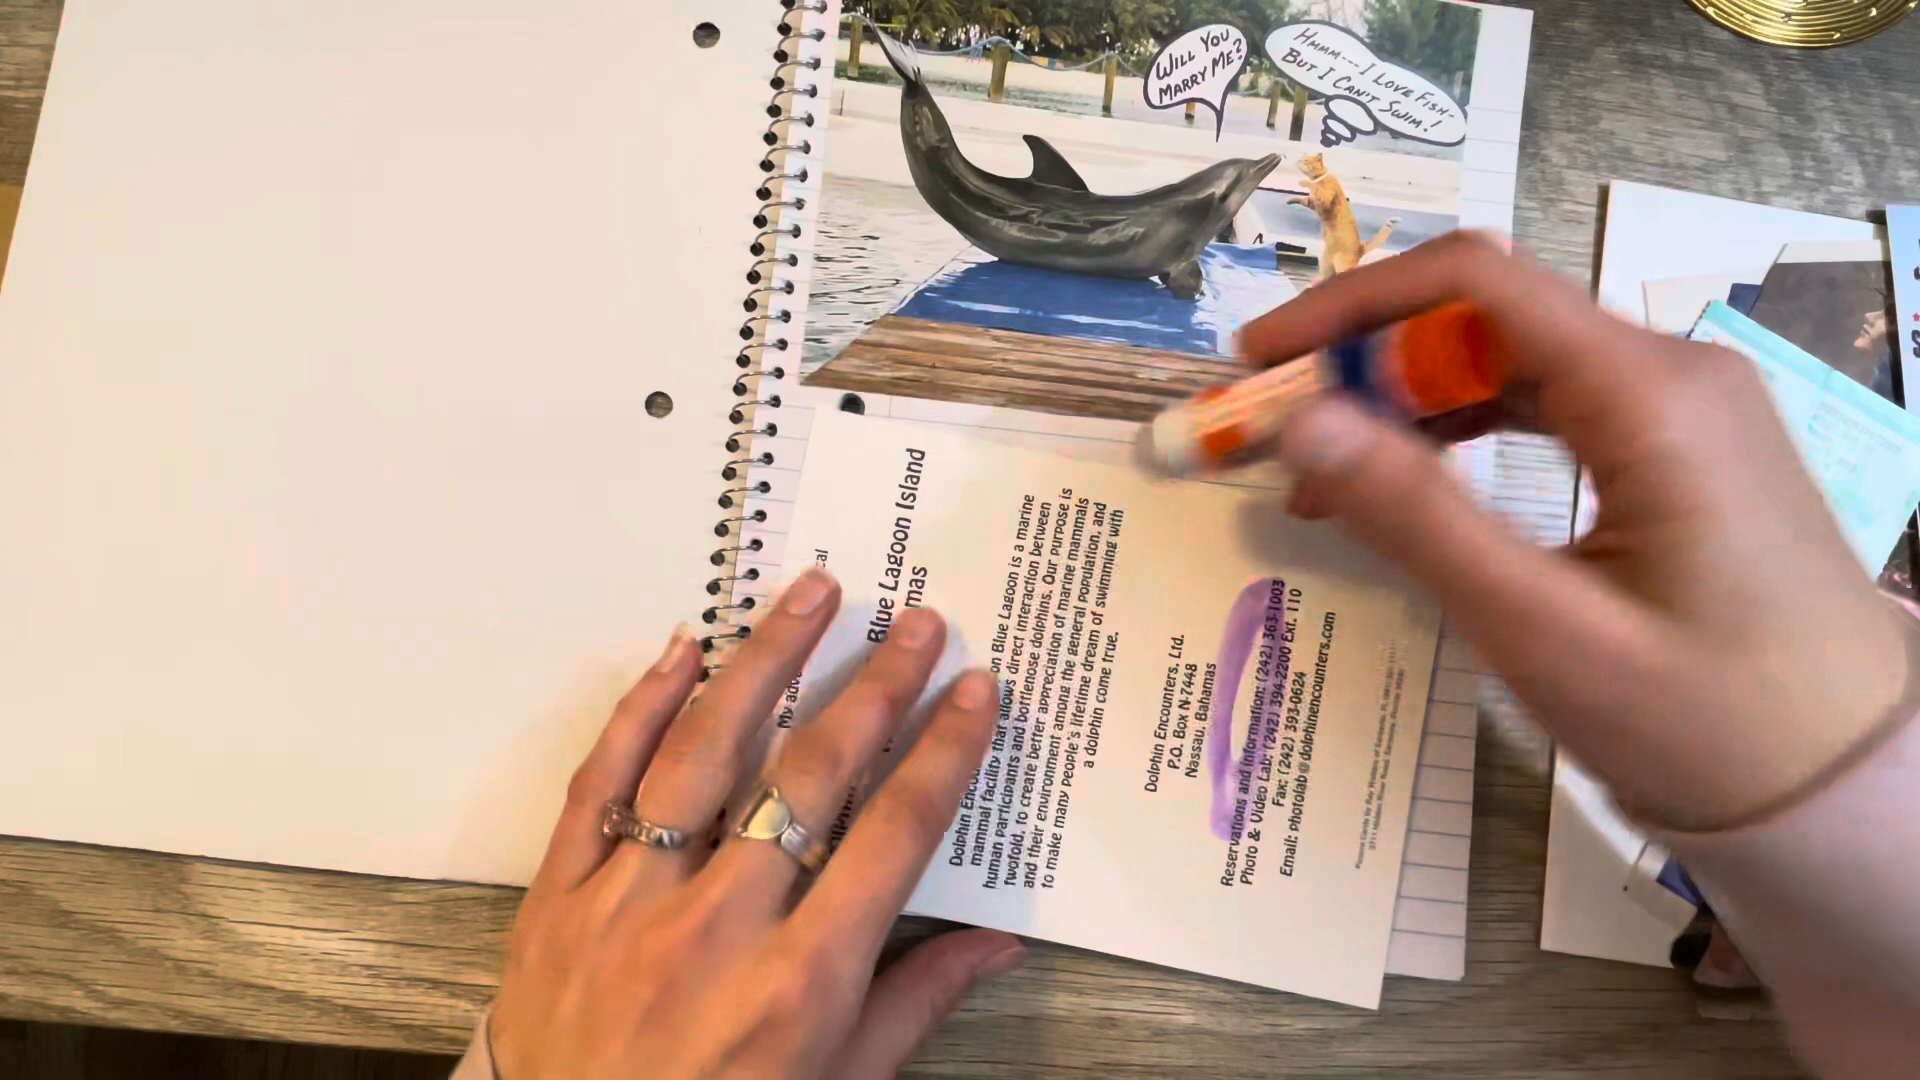 WILL YOU
MARRY ME?
HMMM--- I LOVE FISH-
BUT I CAN'T SWIM!
cal
My adv
Blue Lagoon Island
mas
Dolphin on Blue Lagoon is a marine
mammal facility that allows direct interaction between
human participants and bottlenose dolphins. Our purpose is
twofold, to create better appreciation of marine mammals
and their environment among the general population, and
to make many people's lifetime dream of swimming with
a dolphin come true.
Dolphin Encounters, Ltd.
P.O. Box N-7448
Nassau, Bahamas
Reservations and Information: (242) 363-1003
Photo & Video Lab: (242) 394-2200 Ext. 110
Fax: (242) 393-0624
Email: photolab@dolphinencounters.com